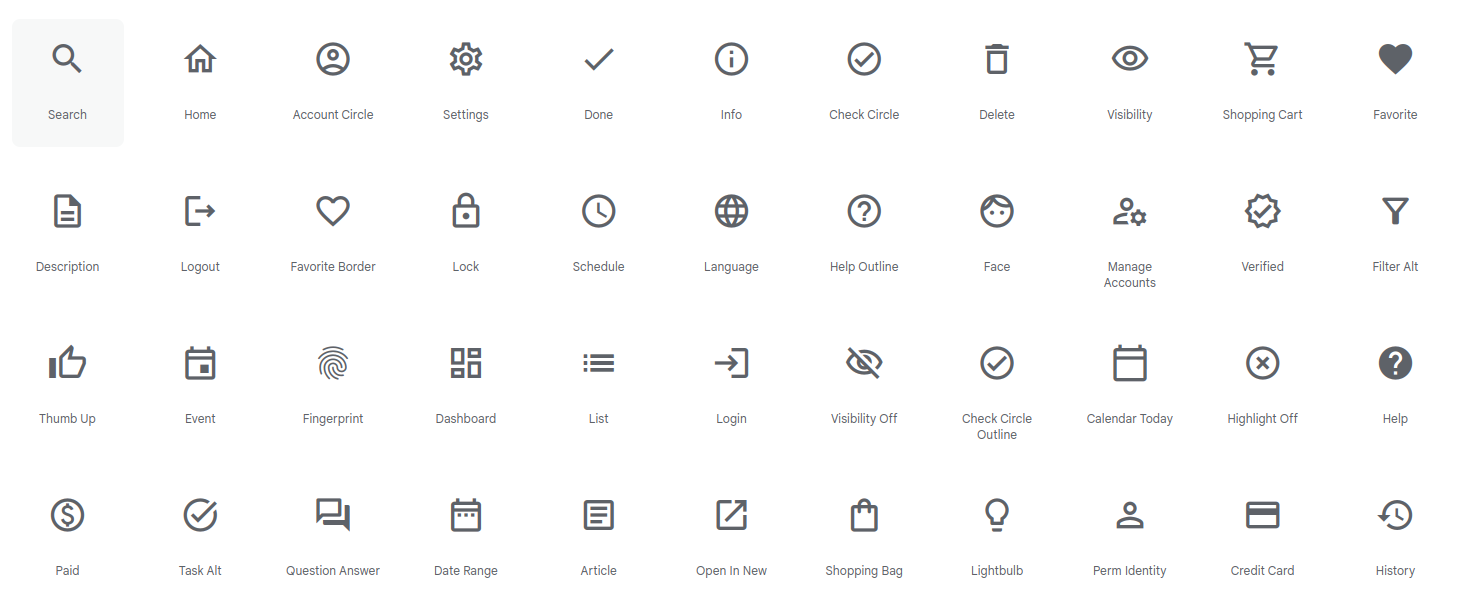 Search
Home
Account Circle
Settings
Done
Info
Check Circle
Delete
Visibility
Shopping Cart
Favorite
Description
Logout
Favorite Border
Lock
Schedule
Language
Help Outline
Face
Manage
Accounts
Verified
Filter Alt
Thumb Up
Event
Fingerprint
Dashboard
List
Login
Visibility Off
Check Circle
Outline
Calendar Today
Highlight Off
Help
Paid
Task Alt
Question Answer
Date Range
Article
Open In New
Shopping Bag
Lightbulb
Perm Identity
Credit Card
History